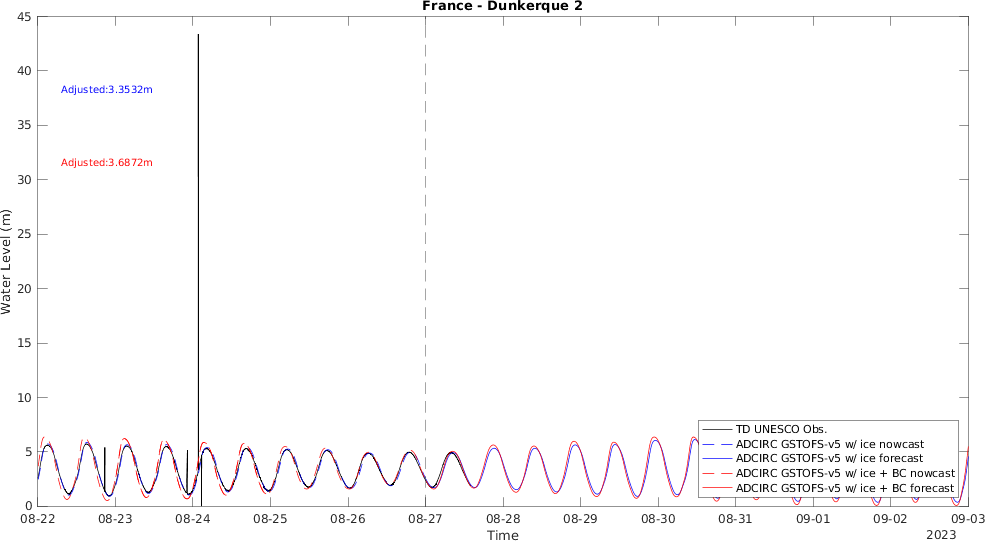 France - Dunkerque 2
45
40
35
30
25
20
15
10
5
0
Water Level (m)
Adjusted:3.3532m
Adjusted:3.6872m
TD UNESCO Obs.
ADCIRC GSTOFS-v5 w/ ice nowcast
ADCIRC GSTOFS-v5 w/ ice forecast
ADCIRC GSTOFS-v5 w/ ice + BC nowcast
ADCIRC GSTOFS-v5 w/ ice + BC forecast
08-22 08-23 08-24 08-25 08-26 08-27 08-28 08-29 08-30 08-31 09-01 09-02 09-03
Time
2023